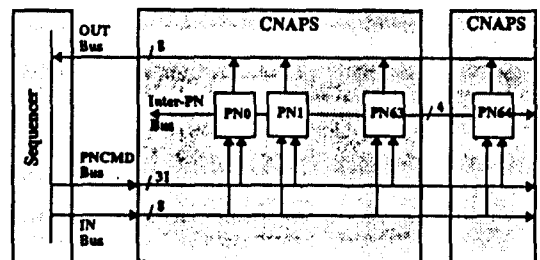 CNAPS
CNAPS
OUT
Bus
8
Inter-PN
Bus
PN0
PN1
PN63
4
PN64
Sequencer
PNCMD
Bus
31
8
IN
Bus